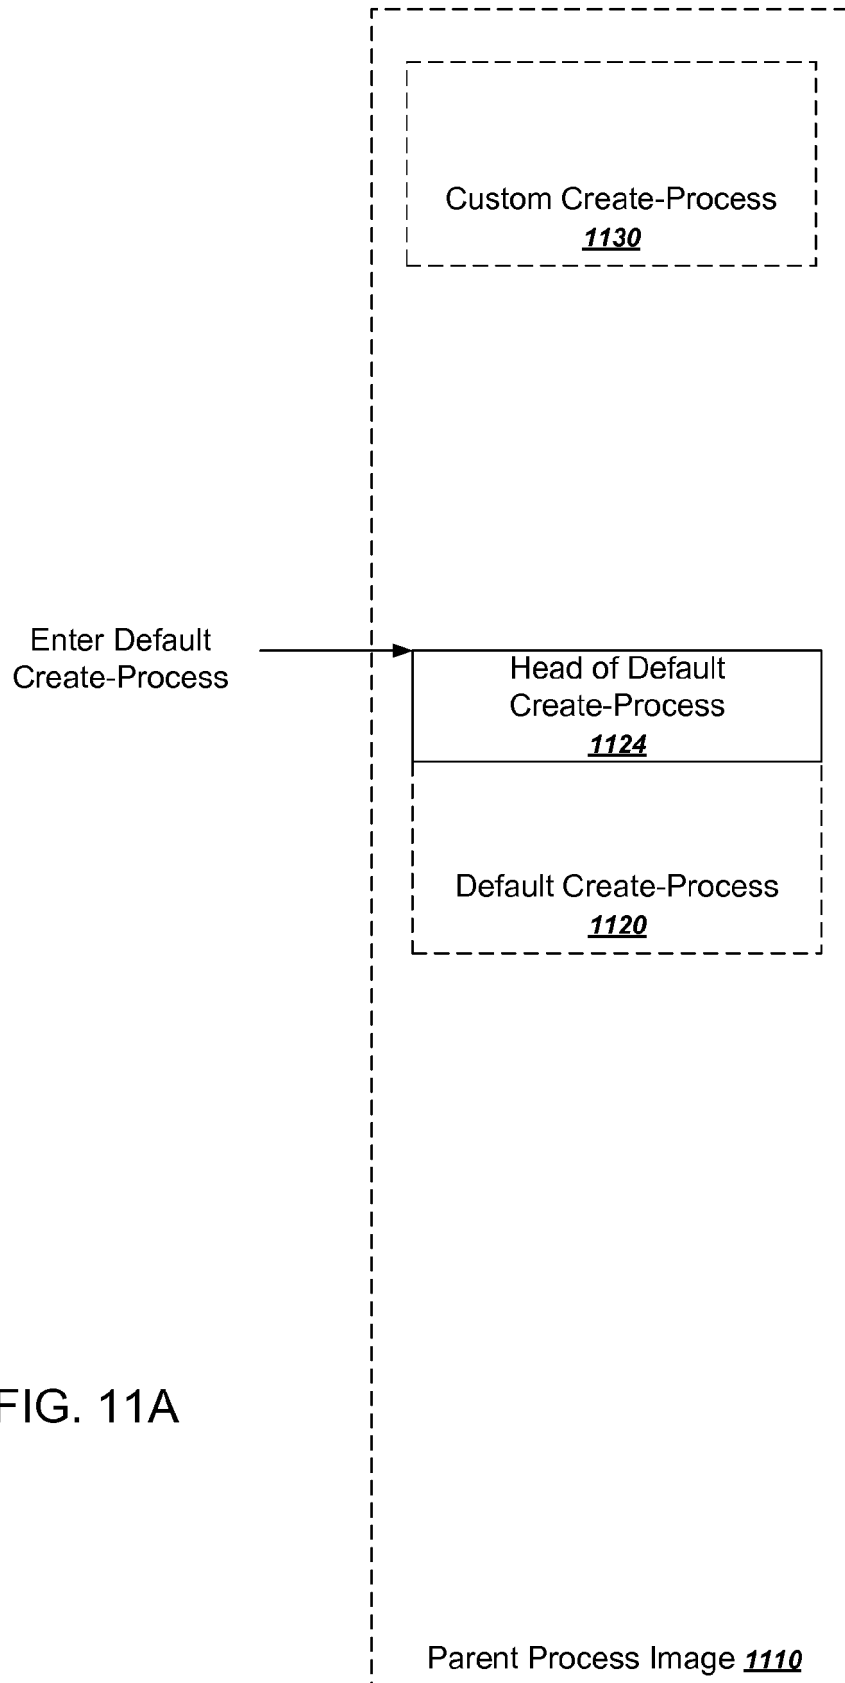 Custom Create-Process
1130
Enter Default
Create-Process
Head of Default
Create-Process
1124
Default Create-Process
1120
FIG. 11A
Parent Process Image 1110